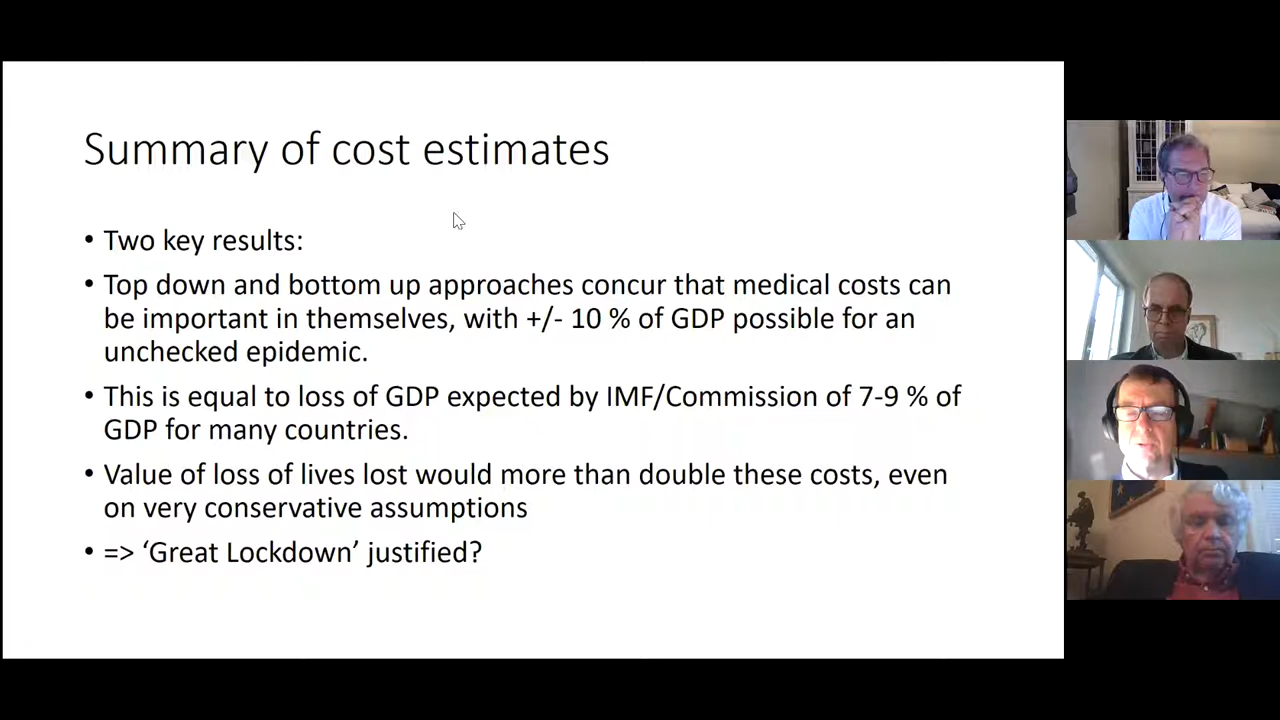 Summary of cost estimates
• Two key results:
• Top down and bottom up approaches concur that medical costs can
be important in themselves, with +/- 10 % of GDP possible for an
unchecked epidemic.
• This is equal to loss of GDP expected by IMF/Commission of 7-9 % of
GDP for many countries.
• Value of loss of lives lost would more than double these costs, even
on very conservative assumptions
• => ‘Great Lockdown’ justified?